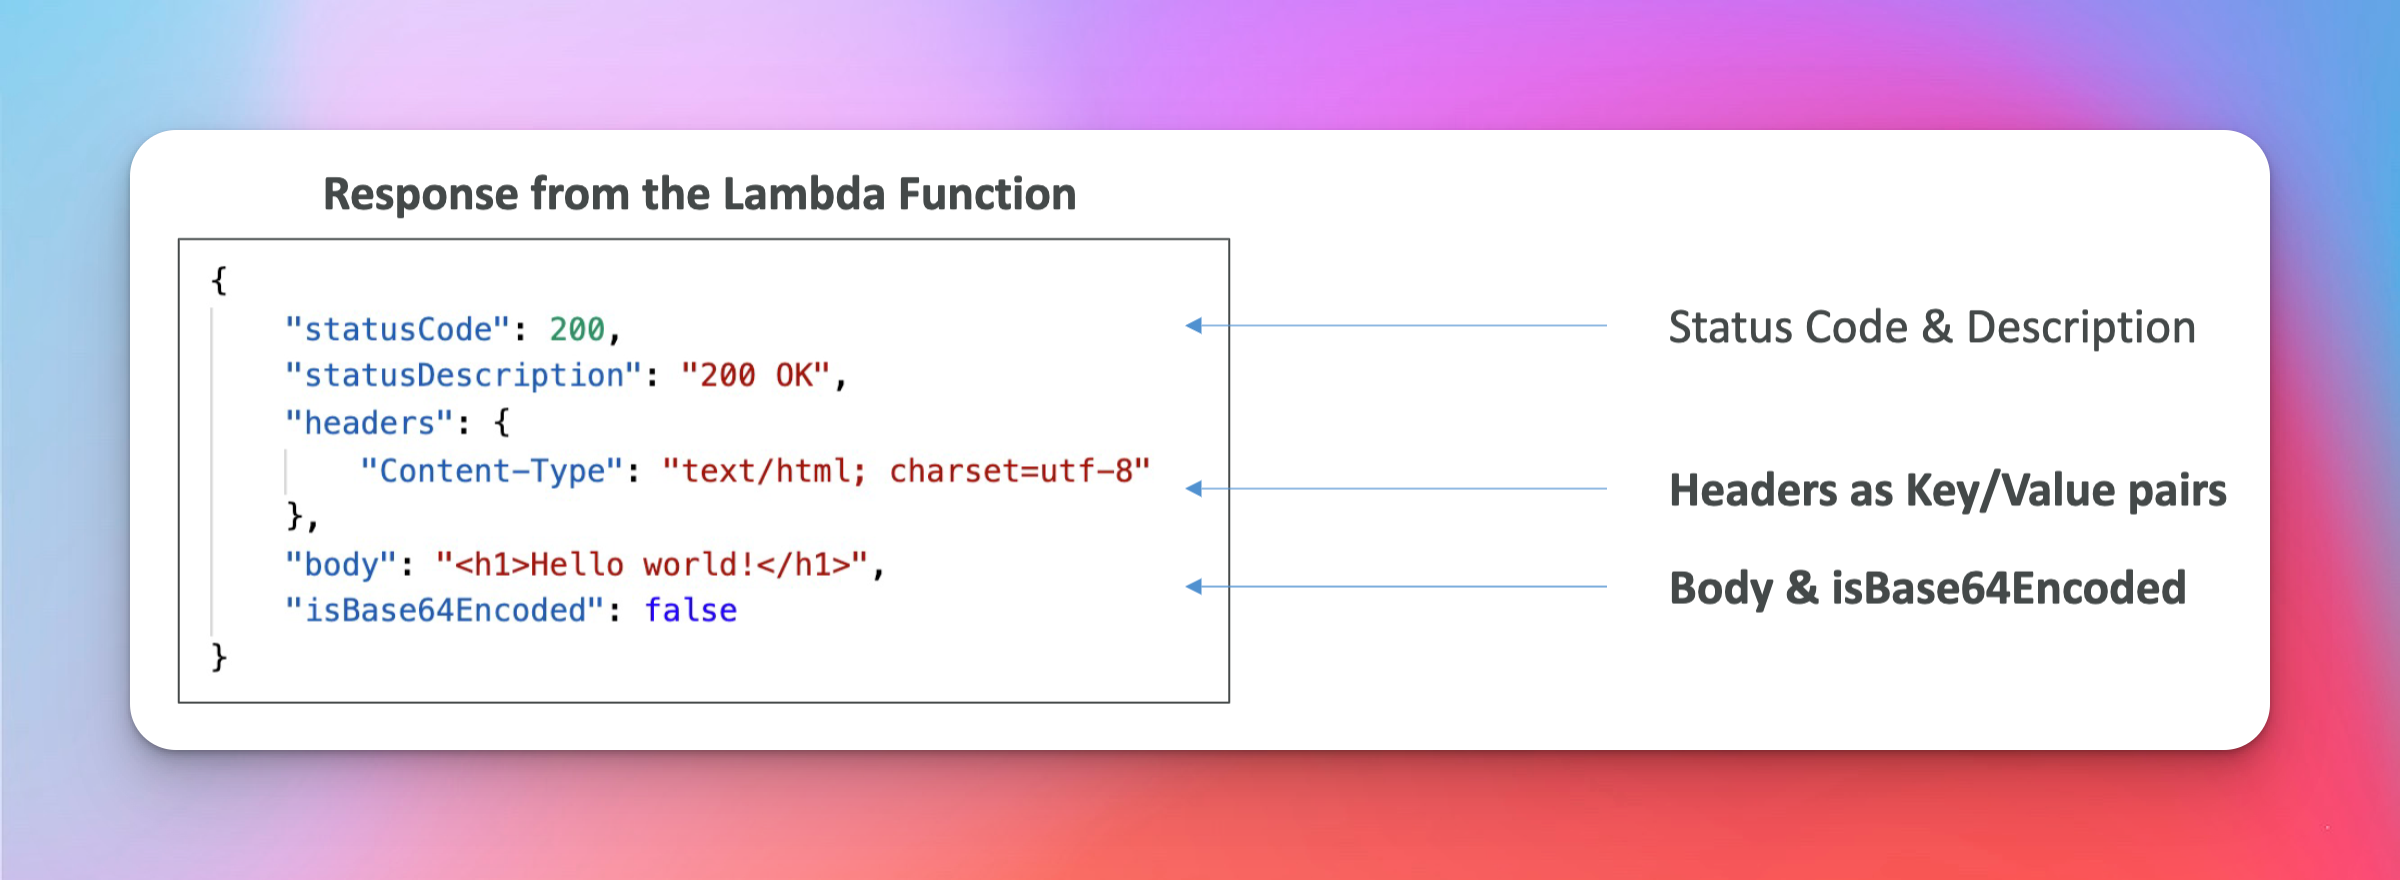 Response from the Lambda Function
{
"statusCode": 200,
"statusDescription": "200 OK",
"headers": {
"Content-Type": "text/html; charset=utf-8"
},
"body": "<h1>Hello world!</h1>",
"isBase64Encoded": false
}
Status Code & Description
Headers as Key/Value pairs
Body & isBase64Encoded